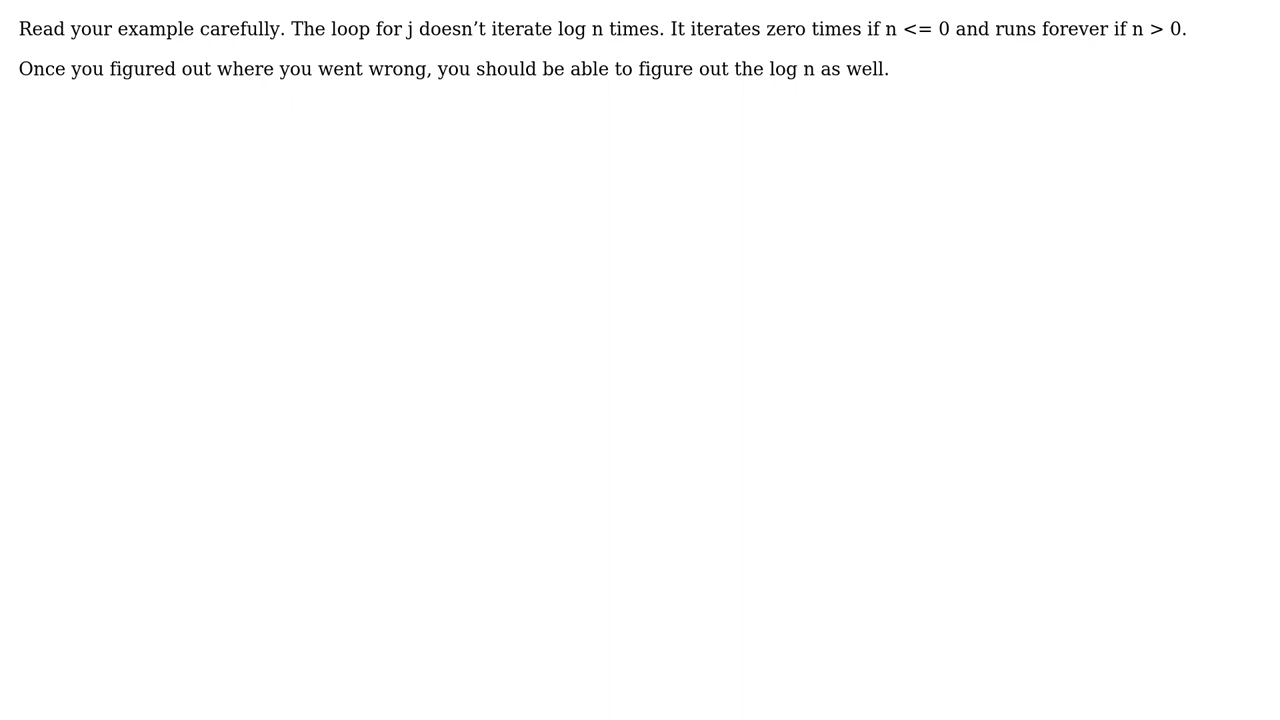 Read your example carefully. The loop for j doesn’t iterate log n times. It iterates zero times if n <= 0 and runs forever if n > 0.
Once you figured out where you went wrong, you should be able to figure out the log n as well.